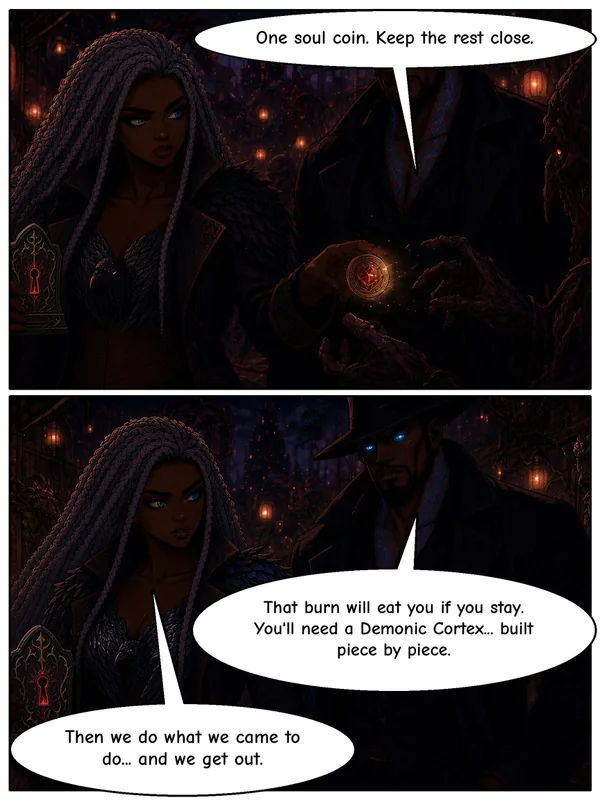 One soul coin. Keep the rest close.
That burn will eat you if you stay.
You'll need a Demonic Cortex... built
piece by piece.
Then we do what we came to
do... and we get out.